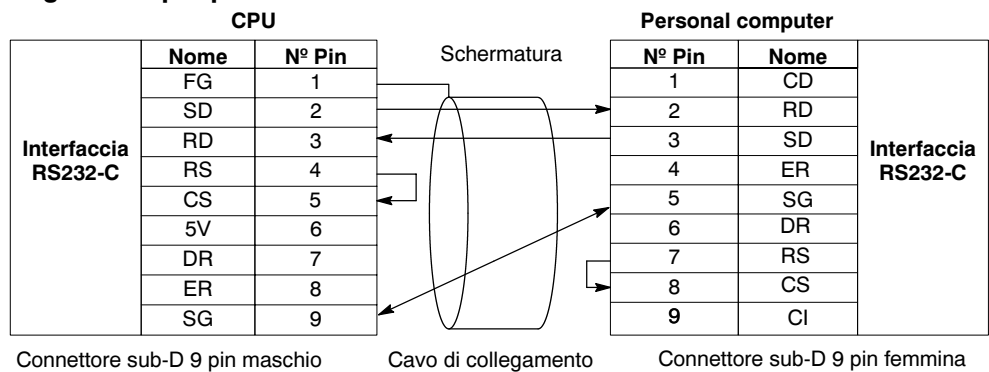 CPU Personal computer
Nome Nº Pin Schermatura Nº Pin Nome
FG 1 1 CD
SD 2 2 RD
RD 3 3 SD
Interfaccia RS232-C RS 4 4 ER Interfaccia RS232-C
CS 5 5 SG
5V 6 6 DR
DR 7 7 RS
ER 8 8 CS
SG 9 9 CI
Connettore sub-D 9 pin maschio Cavo di collegamento Connettore sub-D 9 pin femmina